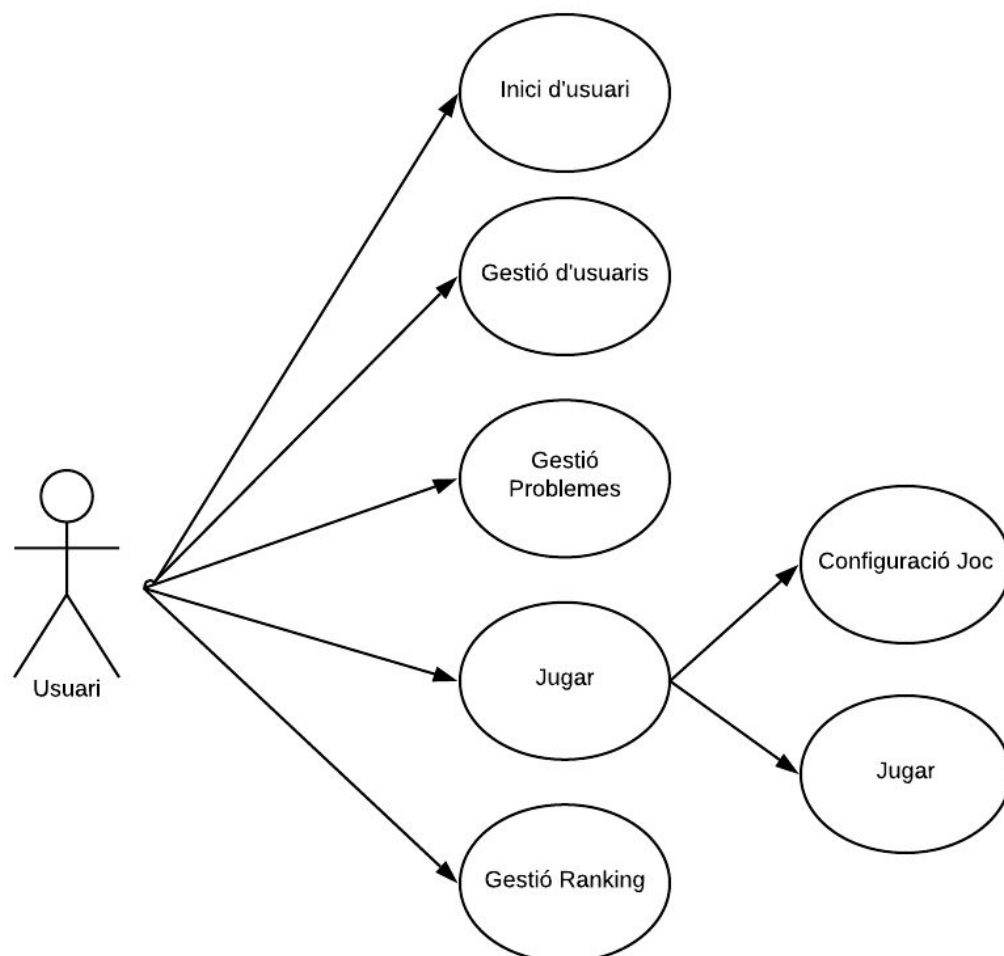 Inici d'usuari
Gestió d'usuaris
Gestió
Problemes
Configuració Joc
Jugar
Jugar
Usuari
Gestió Ranking